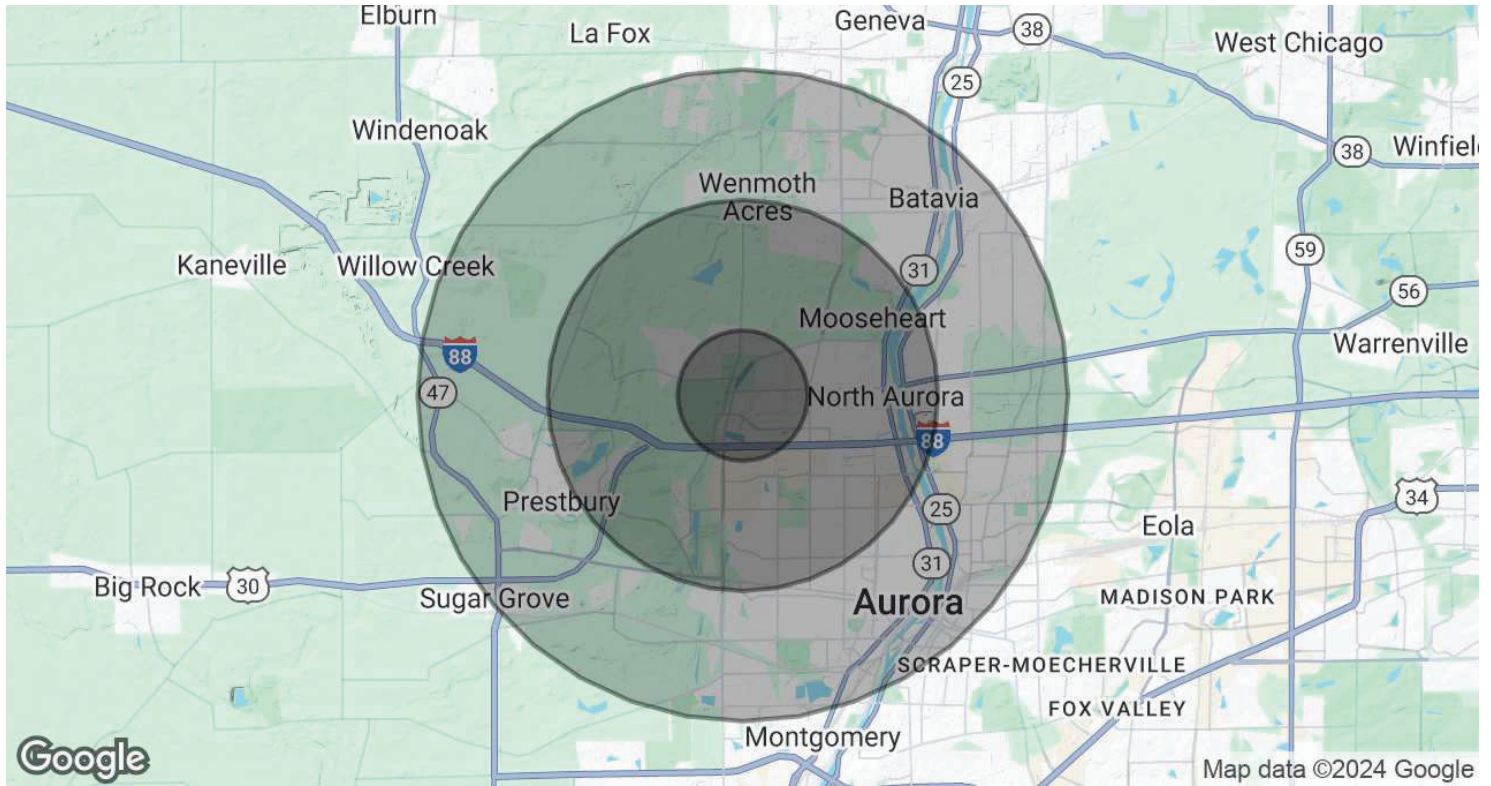 Elburn
La Fox
Geneva
38
West Chicago
25
Windenoak
38
Winfiel
Wenmoth
Acres
Batavia
59
Kaneville
Willow Creek
31
56
Mooseheart
88
Warrenville
47
North Aurora
88
Prestbury
34
25
Eola
31
Big Rock
30
Sugar Grove
Aurora
MADISON PARK
SCRAPER-MOECHERVILLE
FOX VALLEY
Montgomery
Google
Map data ©2024 Google